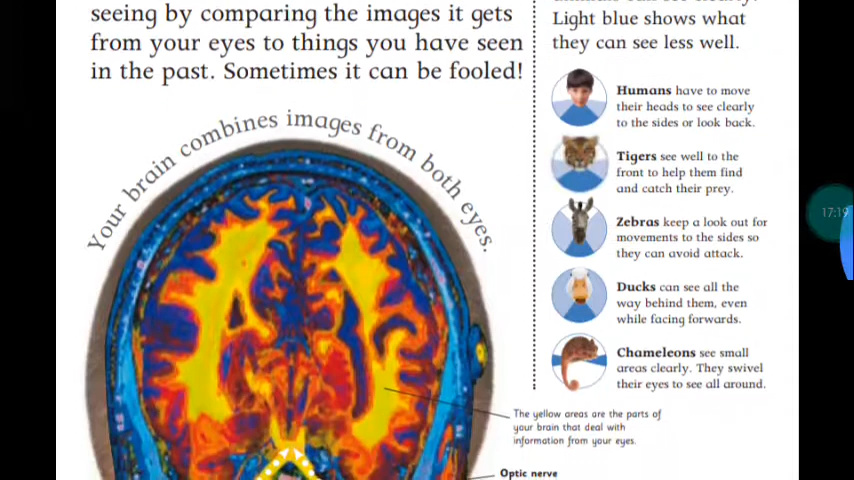 seeing by comparing the images it gets
from your eyes to things you have seen
in the past. Sometimes it can be fooled!
Your brain combines images from both eyes.
The yellow areas are the parts of
your brain that deal with
information from your eyes.
Optic nerve
Light blue shows what
they can see less well.
Humans have to move
their heads to see clearly
to the sides or look back.
Tigers see well to the
front to help them find
and catch their prey.
Zebras keep a look out for
movements to the sides so
they can avoid attack.
Ducks can see all the
way behind them, even
while facing forwards.
Chameleons see small
areas clearly. They swivel
their eyes to see all around.
17:19